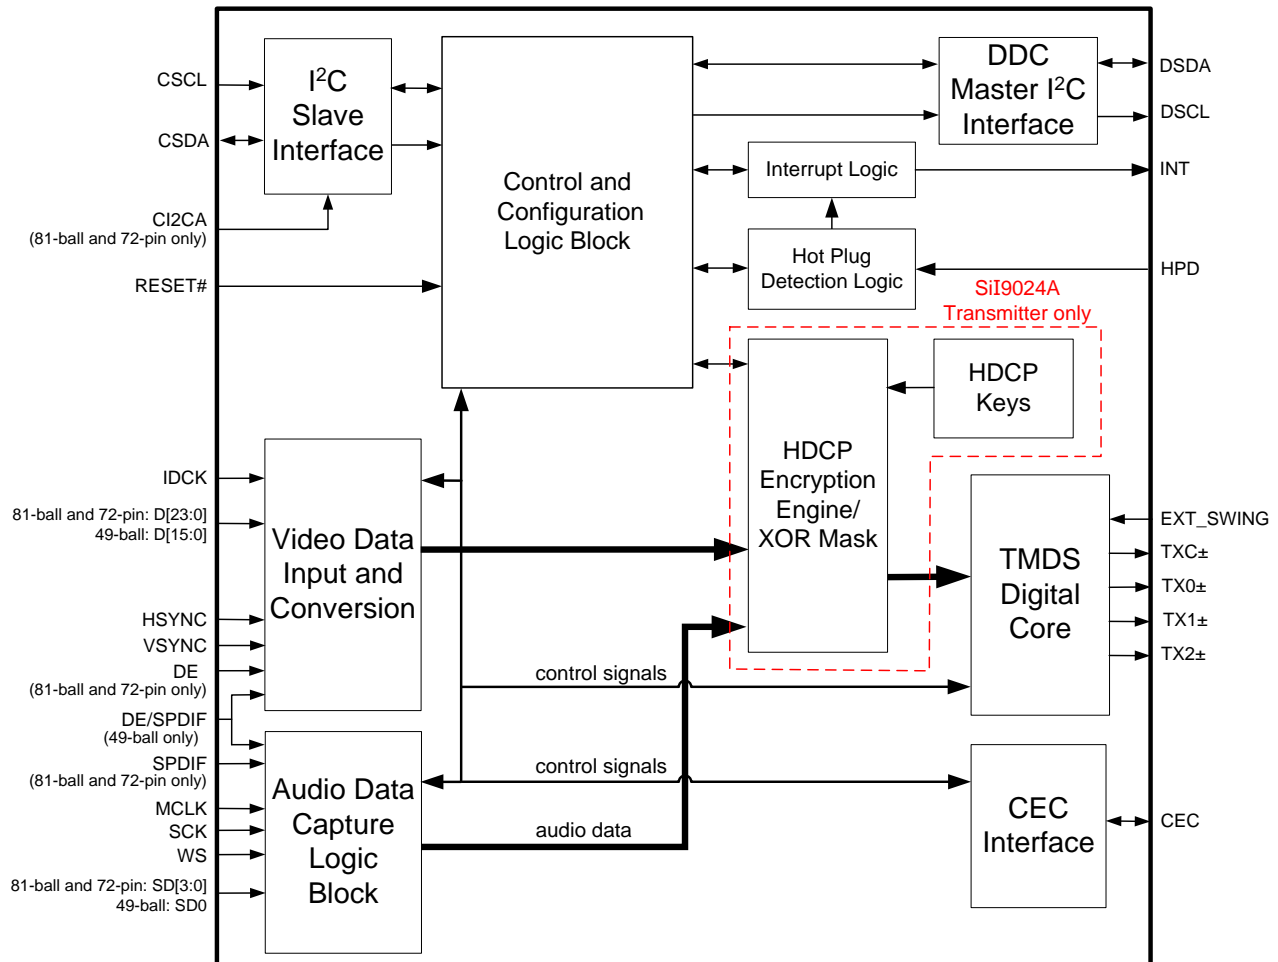 CSCL
CSDA
CI2CA
(81-ball and 72-pin only)
RESET#
I²C
Slave
Interface
Control and
Configuration
Logic Block
DDC
Master I²C
Interface
DSDA
DSCL
Interrupt Logic
INT
Hot Plug
Detection Logic
HPD
SiI9024A
Transmitter only
HDCP
Keys
HDCP
Encryption
Engine/
XOR Mask
IDCK
81-ball and 72-pin: D[23:0]
49-ball: D[15:0]
HSYNC
VSYNC
DE
(81-ball and 72-pin only)
DE/SPDIF
(49-ball only)
SPDIF
(81-ball and 72-pin only)
MCLK
SCK
WS
81-ball and 72-pin: SD[3:0]
49-ball: SD0
Video Data
Input and
Conversion
Audio Data
Capture
Logic
Block
control signals
control signals
audio data
TMDS
Digital
Core
EXT_SWING
TXC±
TX0±
TX1±
TX2±
CEC
Interface
CEC